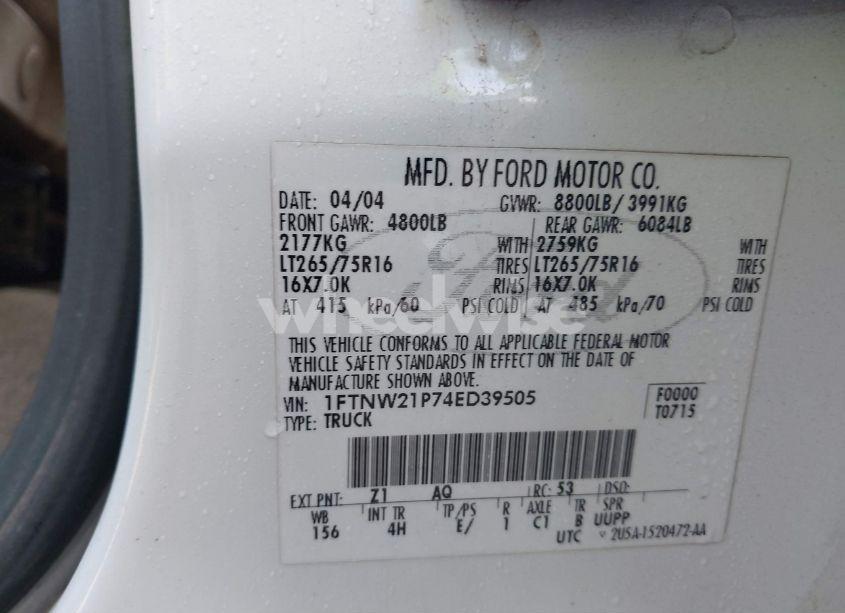 MFD. BY FORD MOTOR CO.
DATE: 04/04 GVWR: 8800LB/ 3991KG
FRONT GAWR: 4800LB REAR GAWR: 6084LB
2177KG WITH 2759KG WITH
LT265/75R16 TIRES LT265/75R16 TIRES
16X7.0K RIMS 16X7.0K RIMS
AT 415 kPa/60 PSI COLD AT 485 kPa/70 PSI COLD
wheelwise
THIS VEHICLE CONFORMS TO ALL APPLICABLE FEDERAL MOTOR
VEHICLE SAFETY STANDARDS IN EFFECT ON THE DATE OF
MANUFACTURE SHOWN ABOVE.
VIN: 1FTNW21P74ED39505 F0000
TYPE: TRUCK T0715
EXT PNT: Z1 AQ RC: 53 DSO:
WB INT TR TP/PS R AXLE TR SPR
156 4H E/ 1 C1 B UUPP
UTC 2U5A-1520472-AA